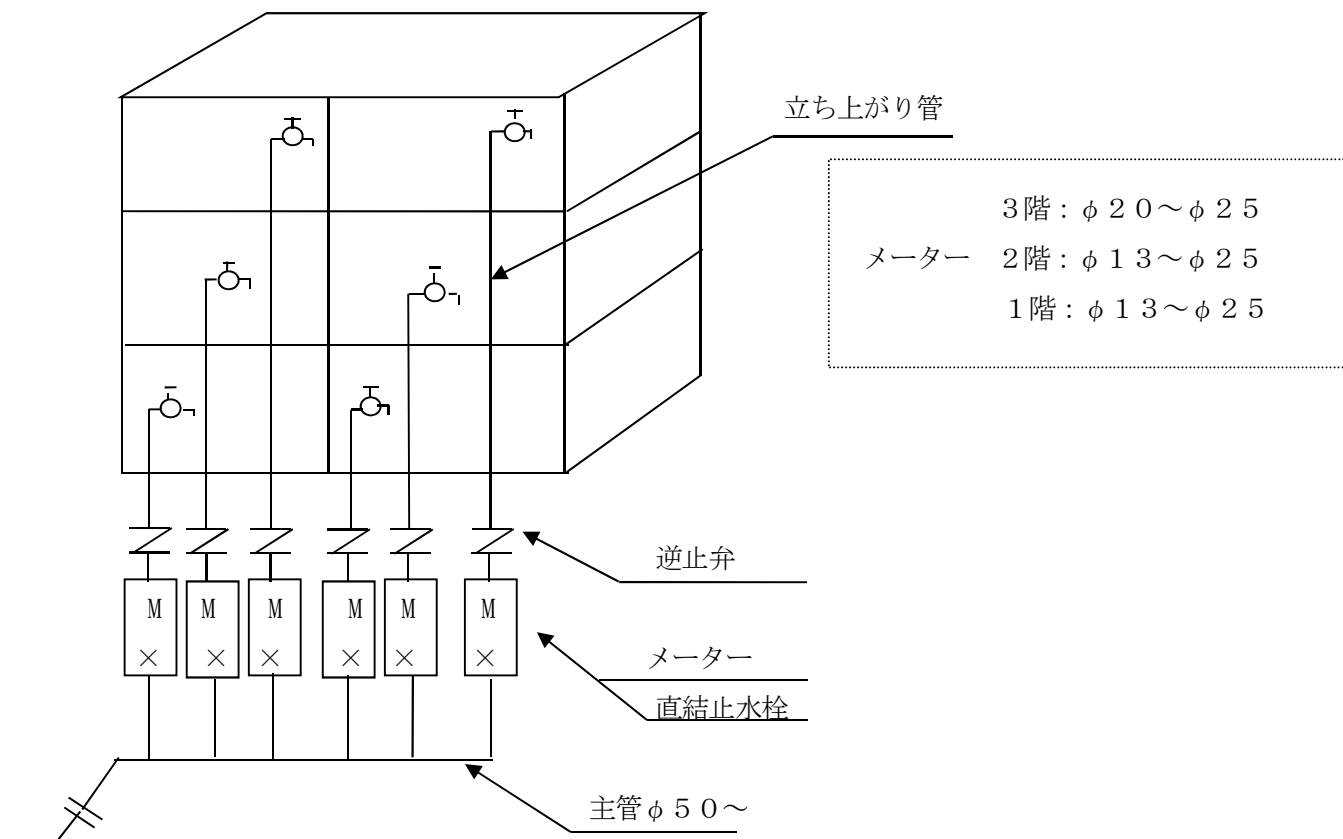 立ち上がり管
3階：φ２０～φ２５
メーター　2階：φ１３～φ２５
1階：φ１３～φ２５
逆止弁
M M M M M M
× × × × × ×
メーター
直結止水栓
主管φ５０～